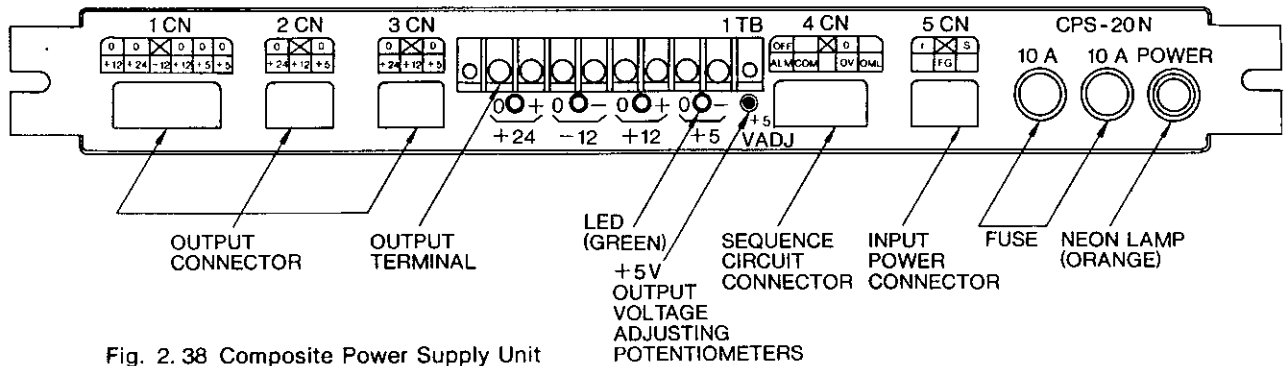 1 CN
2 CN
3 CN
1 TB
4 CN
5 CN
CPS-20N
0 0 0 0 0
+12 +24 -12 +12 +5 +5
0 0
+24 +12 +5
0 0
+24 +12 +5
OFF 0
ALM COM 0V OML
r S
FG
10 A
10 A
POWER
0 + 0 - 0 + 0 -
+24 -12 +12 +5
+5
VADJ
OUTPUT
CONNECTOR
OUTPUT
TERMINAL
LED
(GREEN)
+5V
OUTPUT
VOLTAGE
ADJUSTING
POTENTIOMETERS
SEQUENCE
CIRCUIT
CONNECTOR
INPUT
POWER
CONNECTOR
FUSE
NEON LAMP
(ORANGE)
Fig. 2.38 Composite Power Supply Unit